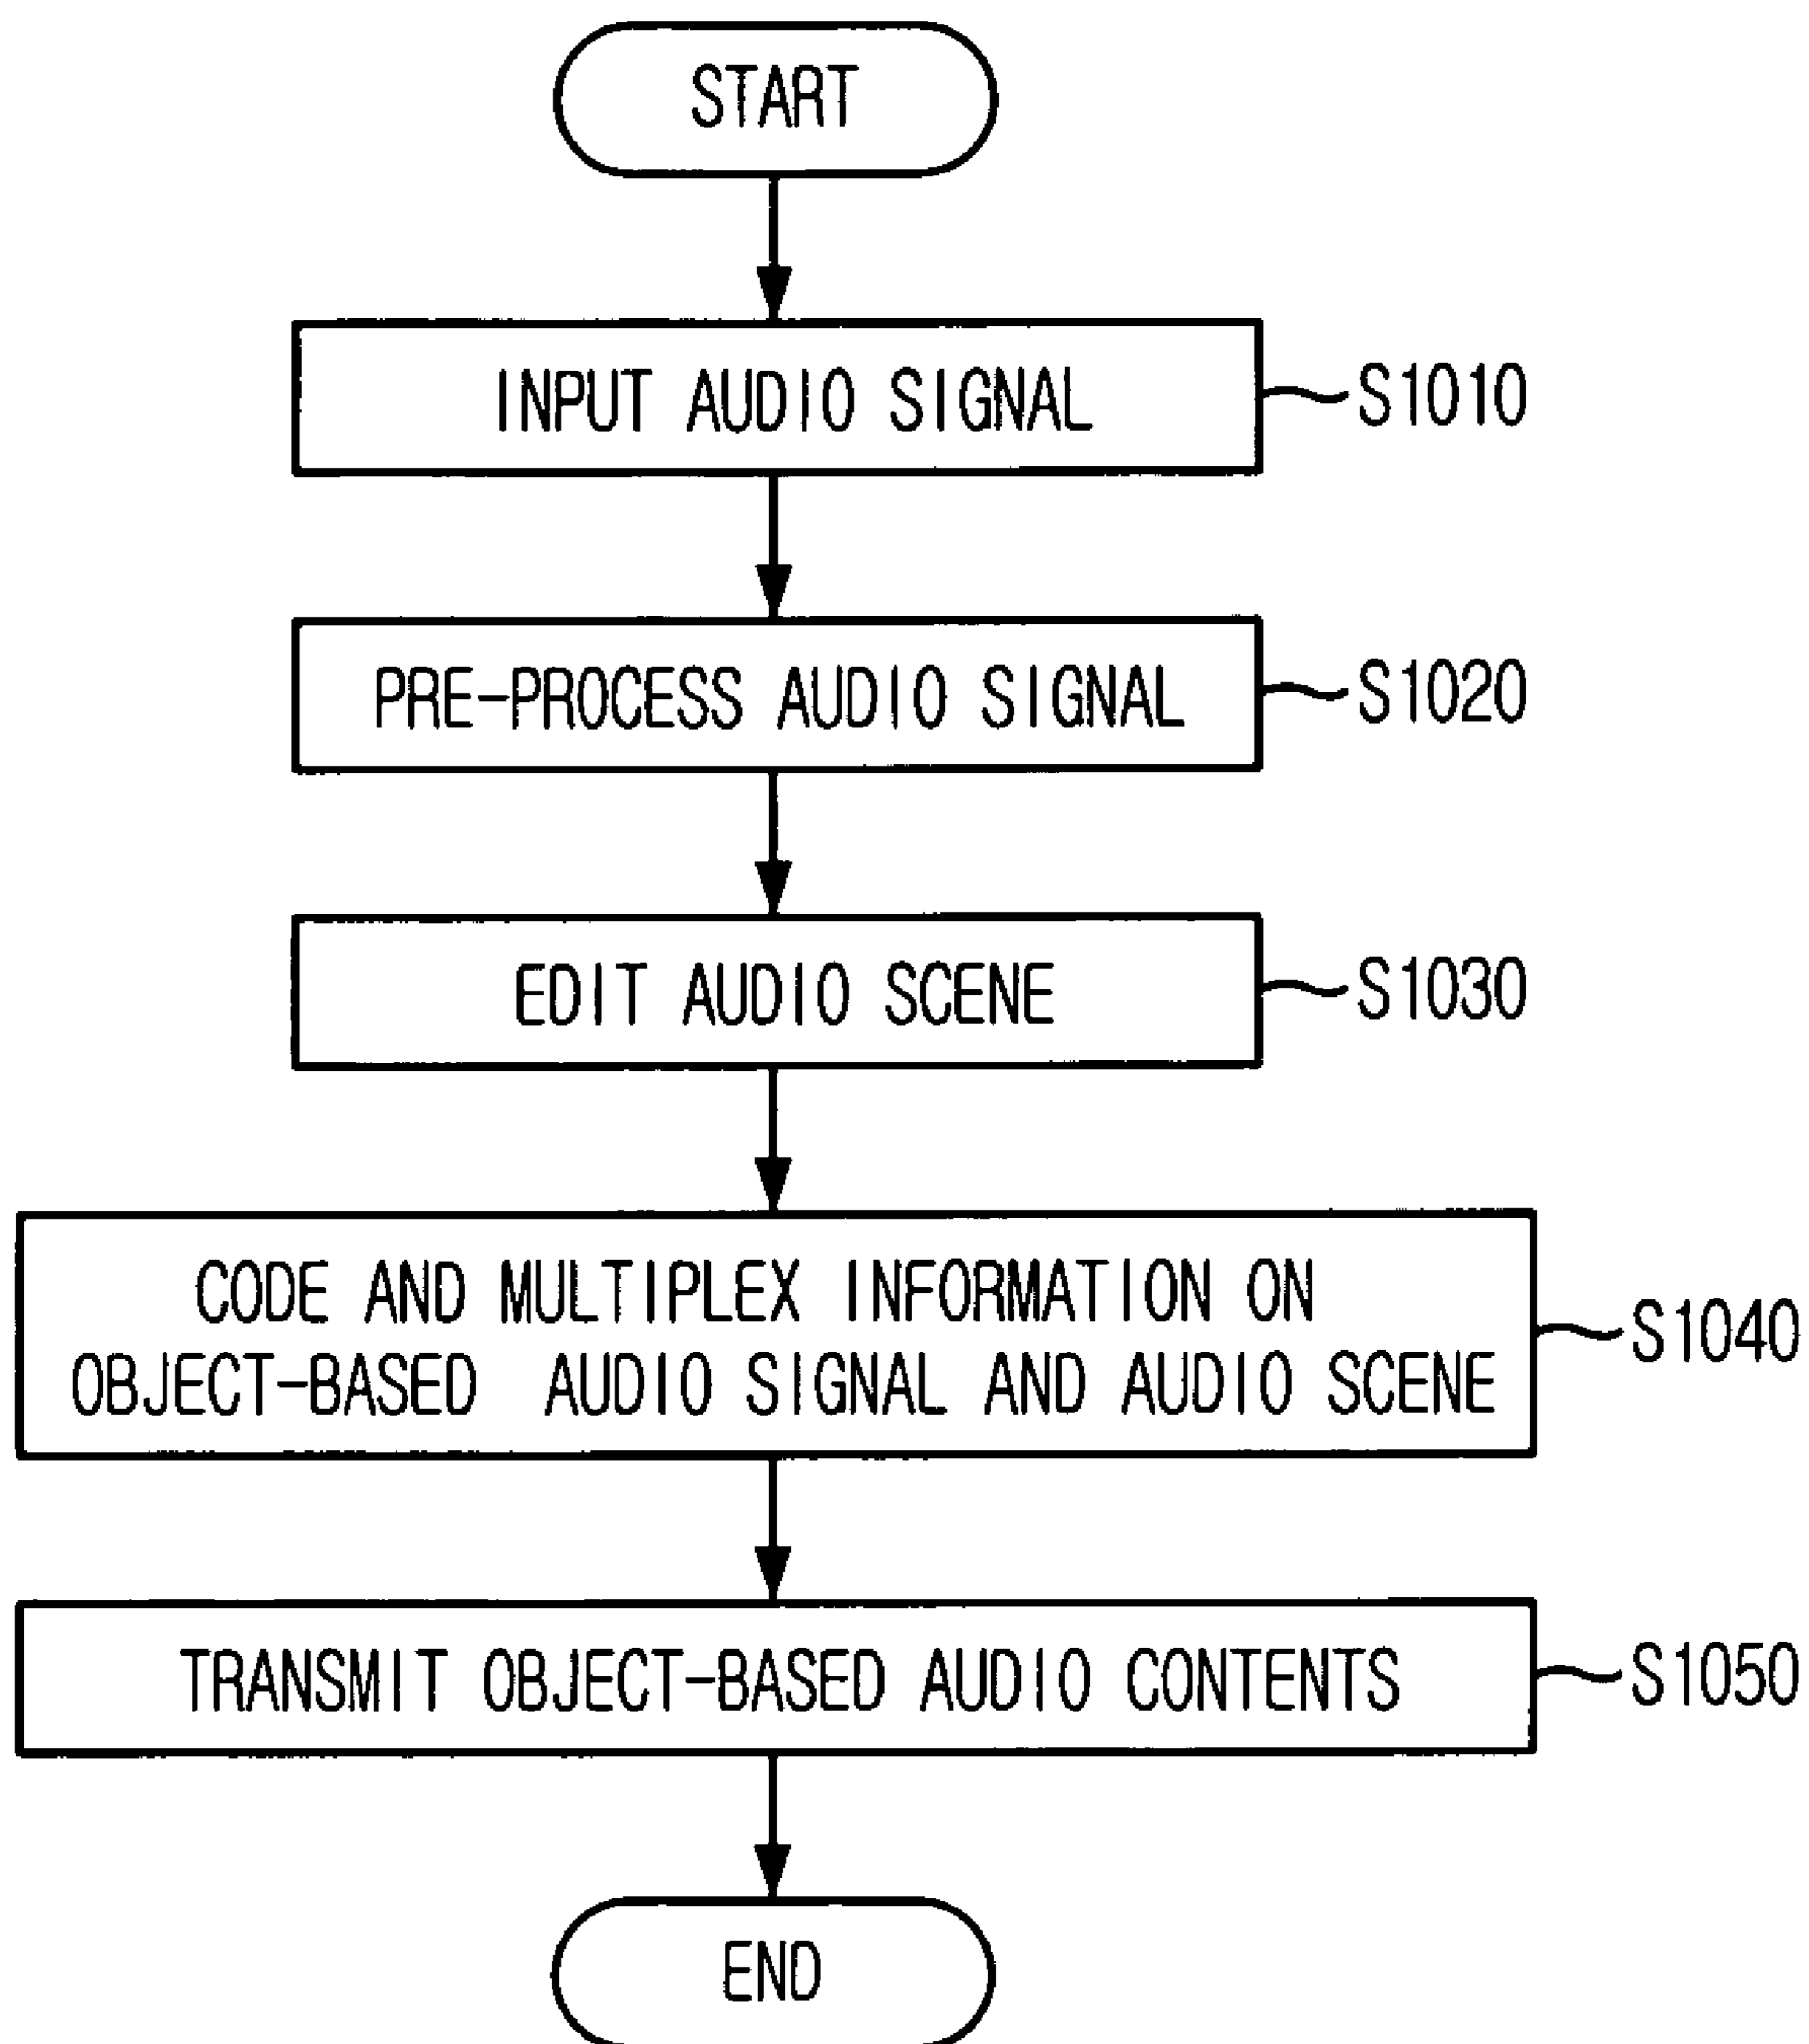 START
INPUT AUDIO SIGNAL
S1010
PRE-PROCESS AUDIO SIGNAL
S1020
EDIT AUDIO SCENE
S1030
CODE AND MULTIPLEX INFORMATION ON
OBJECT-BASED AUDIO SIGNAL AND AUDIO SCENE
S1040
TRANSMIT OBJECT-BASED AUDIO CONTENTS
S1050
END